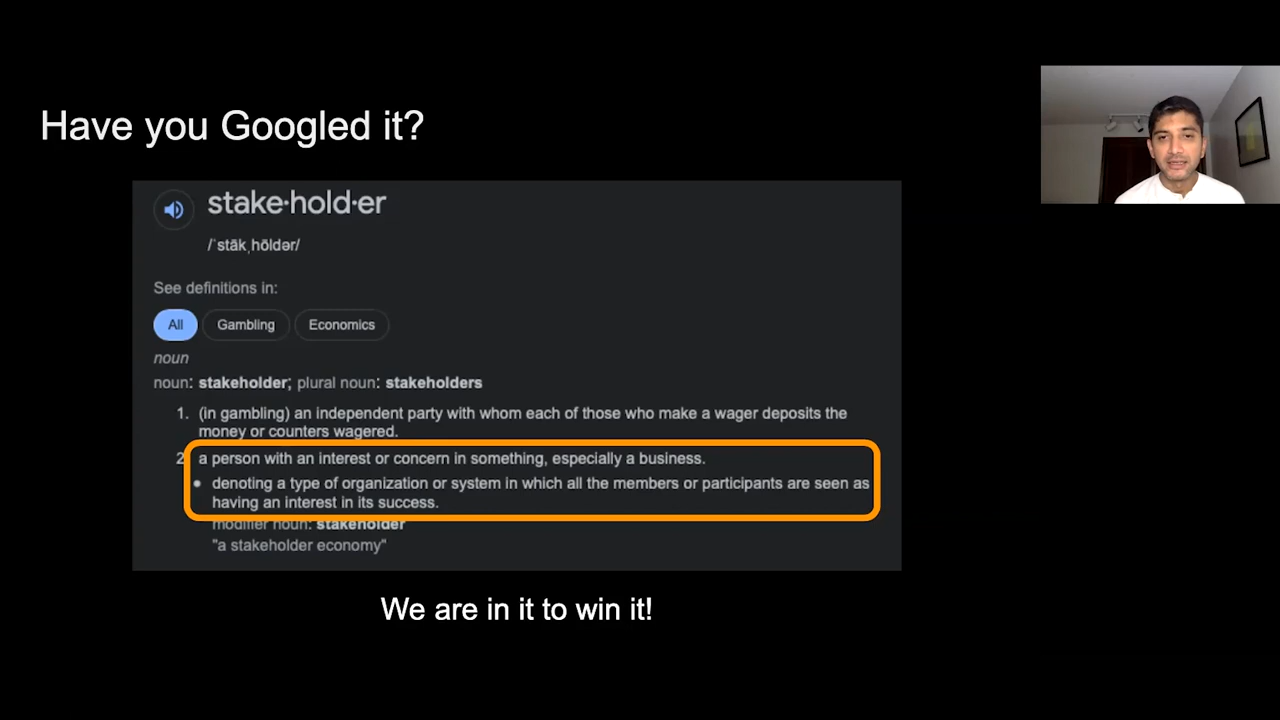 Have you Googled it?
stake·hold·er
/ˈstākˌhōldər/
See definitions in:
All Gambling Economics
noun
noun: stakeholder; plural noun: stakeholders
1. (in gambling) an independent party with whom each of those who make a wager deposits the
money or counters wagered.
2 a person with an interest or concern in something, especially a business.
• denoting a type of organization or system in which all the members or participants are seen as
having an interest in its success.
modifier noun: stakeholder
"a stakeholder economy"
We are in it to win it!